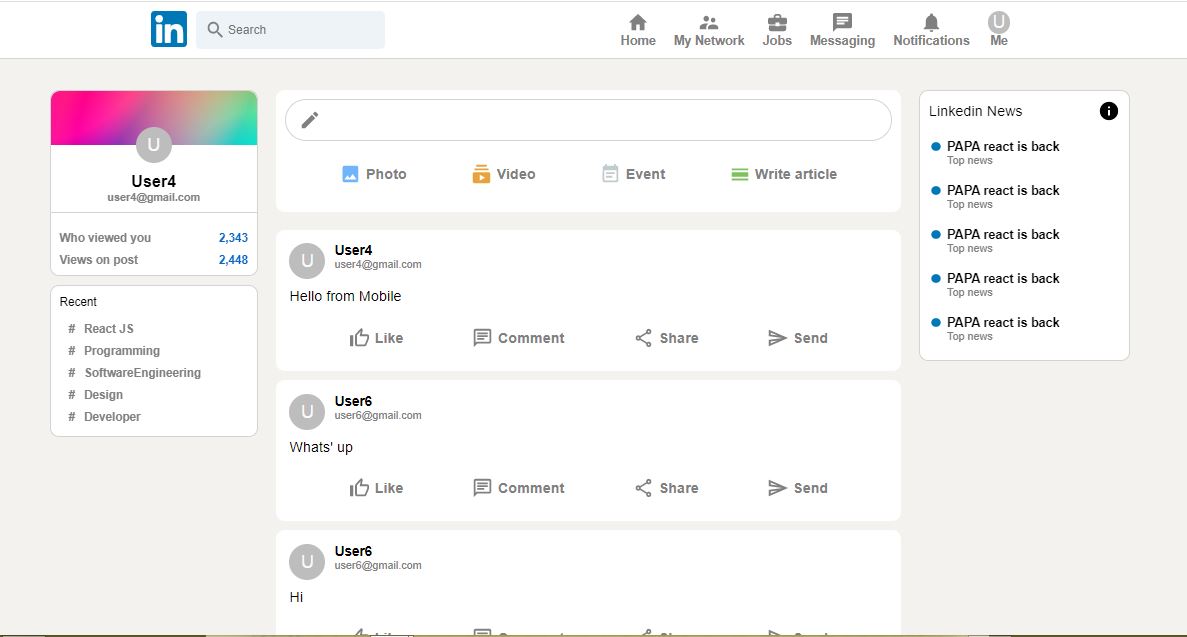 in
Search
Home
My Network
Jobs
Messaging
Notifications
U
Me
U
User4
user4@gmail.com
Who viewed you 2,343
Views on post 2,448
Recent
# React JS
# Programming
# SoftwareEngineering
# Design
# Developer
Photo
Video
Event
Write article
U
User4
user4@gmail.com
Hello from Mobile
Like
Comment
Share
Send
U
User6
user6@gmail.com
Whats' up
Like
Comment
Share
Send
U
User6
user6@gmail.com
Hi
Linkedin News
PAPA react is back
Top news
PAPA react is back
Top news
PAPA react is back
Top news
PAPA react is back
Top news
PAPA react is back
Top news